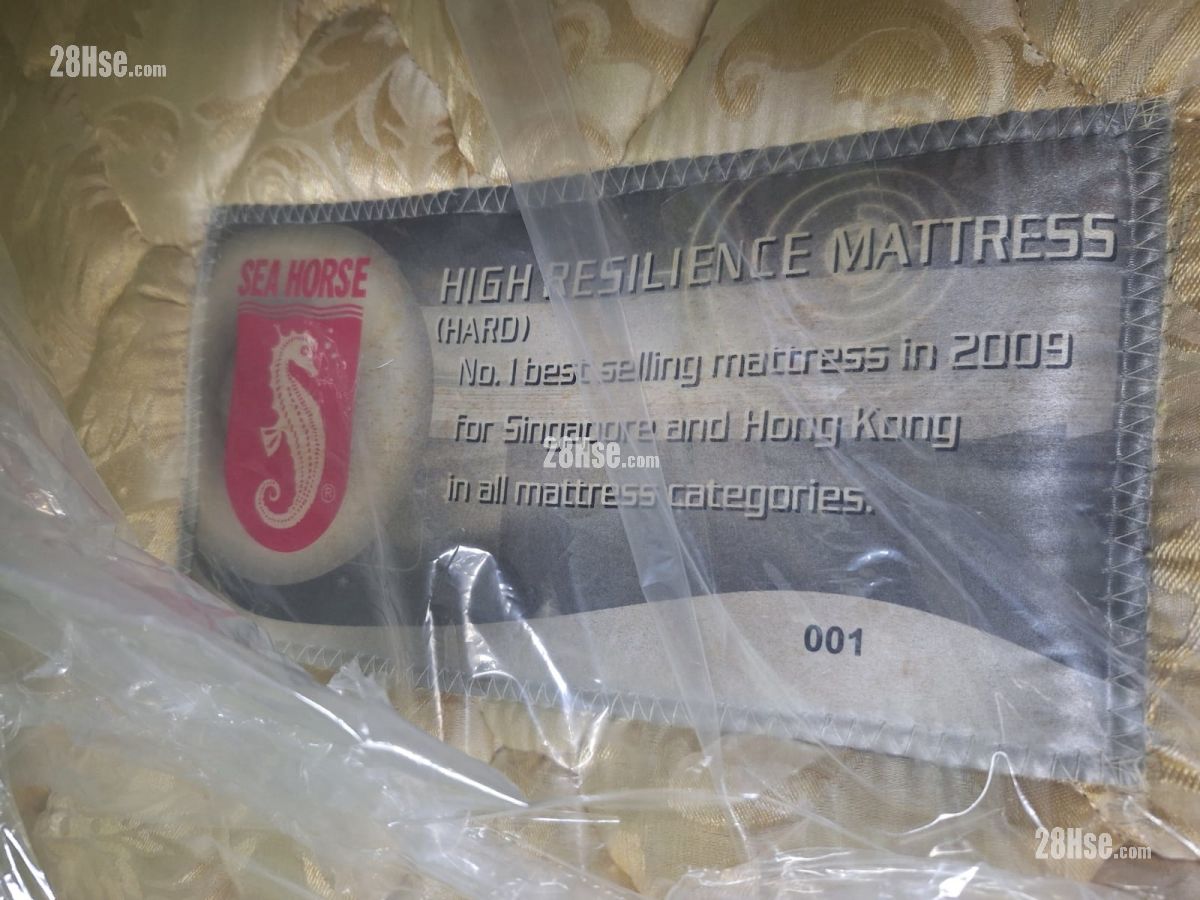 28Hse.com
SEA HORSE
®
HIGH RESILIENCE MATTRESS
(HARD)
No. 1 best selling mattress in 2009
for Singapore and Hong Kong
28Hse.com
in all mattress categories.
001
28Hse.com